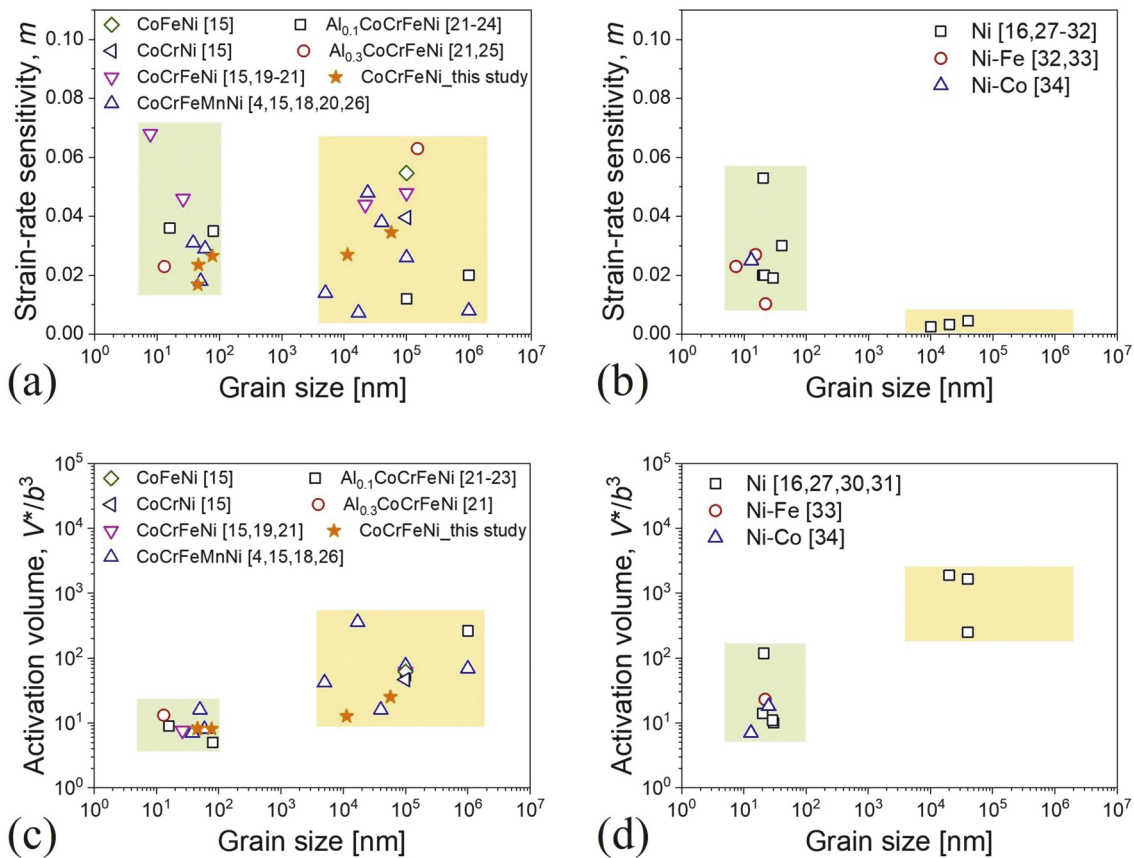 CoFeNi [15]
Al0.1CoCrFeNi [21-24]
CoCrNi [15]
Al0.3CoCrFeNi [21,25]
CoCrFeNi [15,19-21]
CoCrFeNi_this study
CoCrFeMnNi [4,15,18,20,26]
Strain-rate sensitivity, m
0.10
0.08
0.06
0.04
0.02
0.00
10^0 10^1 10^2 10^3 10^4 10^5 10^6 10^7
Grain size [nm]
(a)
Ni [16,27-32]
Ni-Fe [32,33]
Ni-Co [34]
Strain-rate sensitivity, m
0.10
0.08
0.06
0.04
0.02
0.00
10^0 10^1 10^2 10^3 10^4 10^5 10^6 10^7
Grain size [nm]
(b)
CoFeNi [15]
Al0.1CoCrFeNi [21-23]
CoCrNi [15]
Al0.3CoCrFeNi [21]
CoCrFeNi [15,19,21]
CoCrFeNi_this study
CoCrFeMnNi [4,15,18,26]
Activation volume, V*/b^3
10^5
10^4
10^3
10^2
10^1
10^0
10^0 10^1 10^2 10^3 10^4 10^5 10^6 10^7
Grain size [nm]
(c)
Ni [16,27,30,31]
Ni-Fe [33]
Ni-Co [34]
Activation volume, V*/b^3
10^5
10^4
10^3
10^2
10^1
10^0
10^0 10^1 10^2 10^3 10^4 10^5 10^6 10^7
Grain size [nm]
(d)